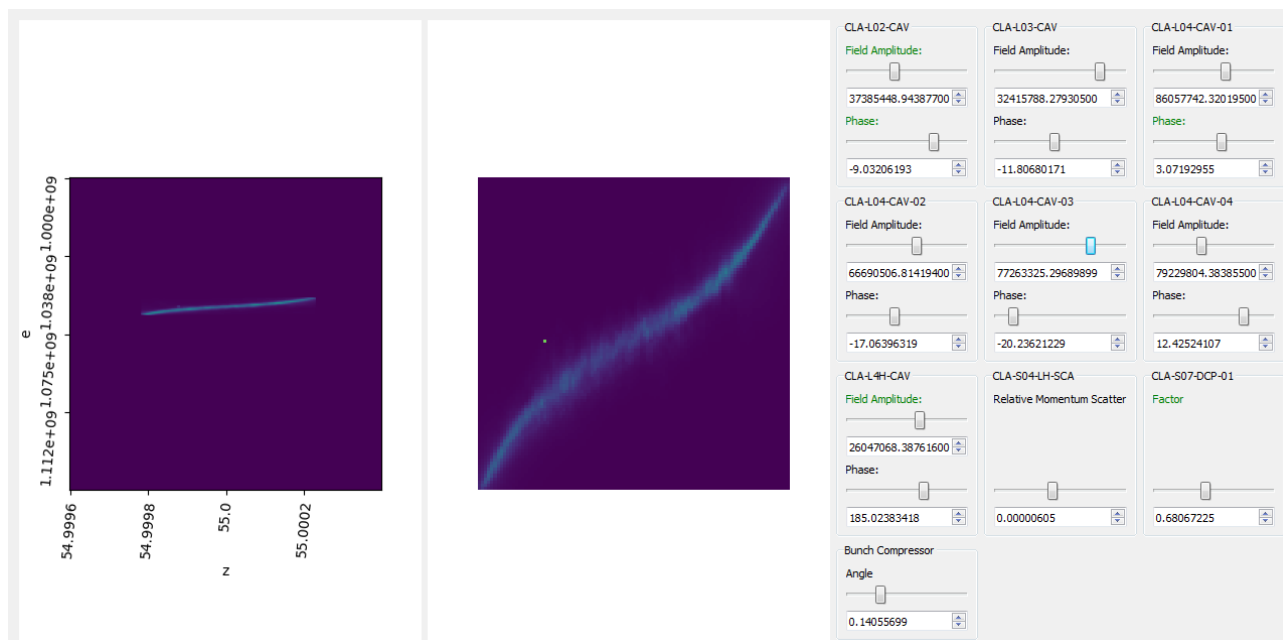 1.000e+09
1.038e+09
1.075e+09
1.112e+09
e
54.9996
54.9998
55.0
55.0002
z
CLA-L02-CAV
Field Amplitude:
37385448.94387700
Phase:
-9.03206193
CLA-L03-CAV
Field Amplitude:
32415788.27930500
Phase:
-11.80680171
CLA-L04-CAV-01
Field Amplitude:
86057742.32019500
Phase:
3.07192955
CLA-L04-CAV-02
Field Amplitude:
66690506.81419400
Phase:
-17.06396319
CLA-L04-CAV-03
Field Amplitude:
77263325.29689899
Phase:
-20.23621229
CLA-L04-CAV-04
Field Amplitude:
79229804.38385500
Phase:
12.42524107
CLA-L4H-CAV
Field Amplitude:
26047068.38761600
Phase:
185.02383418
CLA-S04-LH-SCA
Relative Momentum Scatter
0.00000605
CLA-S07-DCP-01
Factor
0.68067225
Bunch Compressor
Angle
0.14055699